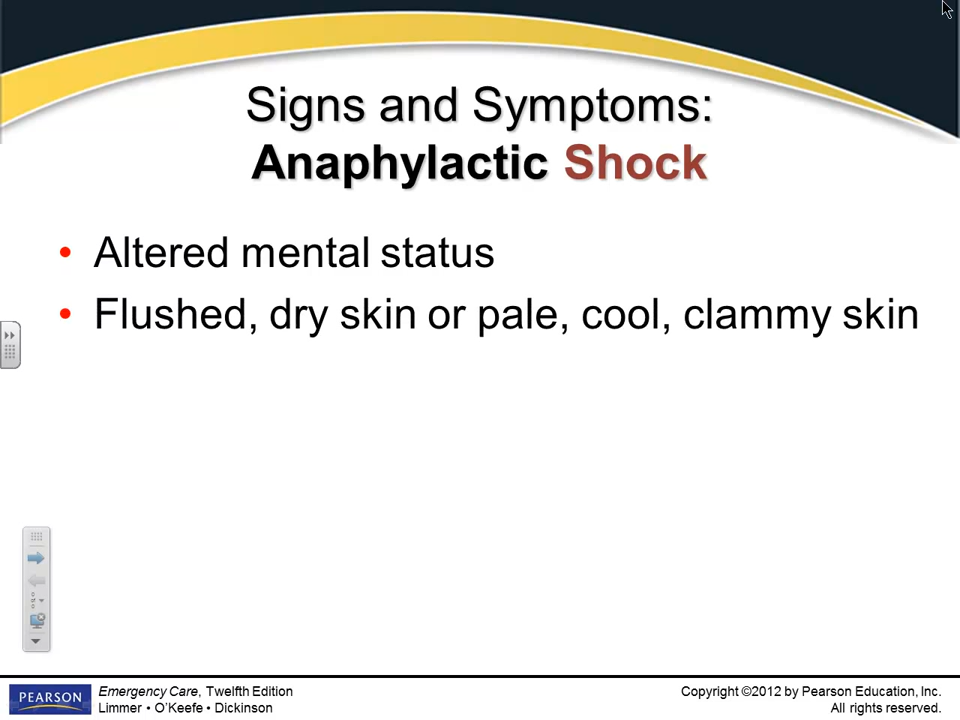 Signs and Symptoms:
Anaphylactic Shock
• Altered mental status
• Flushed, dry skin or pale, cool, clammy skin
PEARSON
Emergency Care, Twelfth Edition
Limmer • O'Keefe • Dickinson
Copyright ©2012 by Pearson Education, Inc.
All rights reserved.